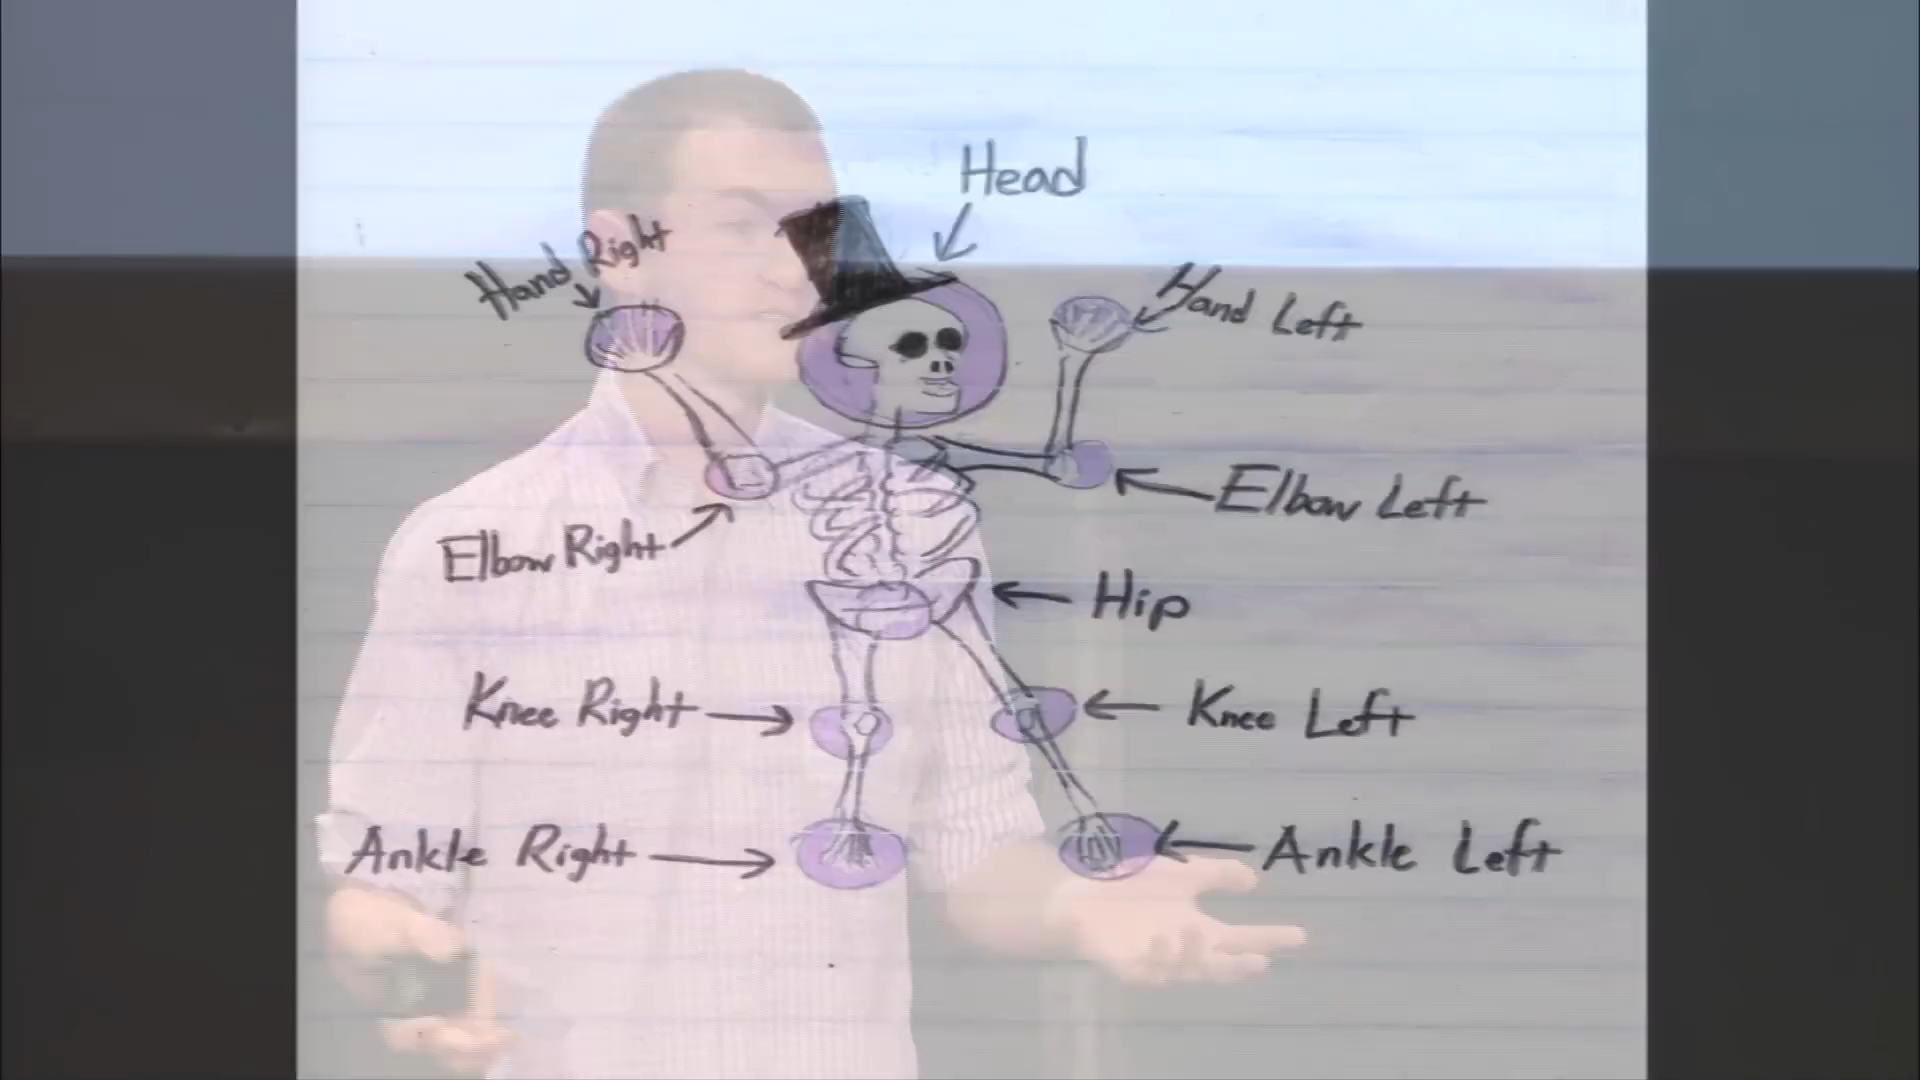 Head
Hand Right
Hand Left
Elbow Left
Elbow Right
Hip
Knee Right
Knee Left
Ankle Right
Ankle Left